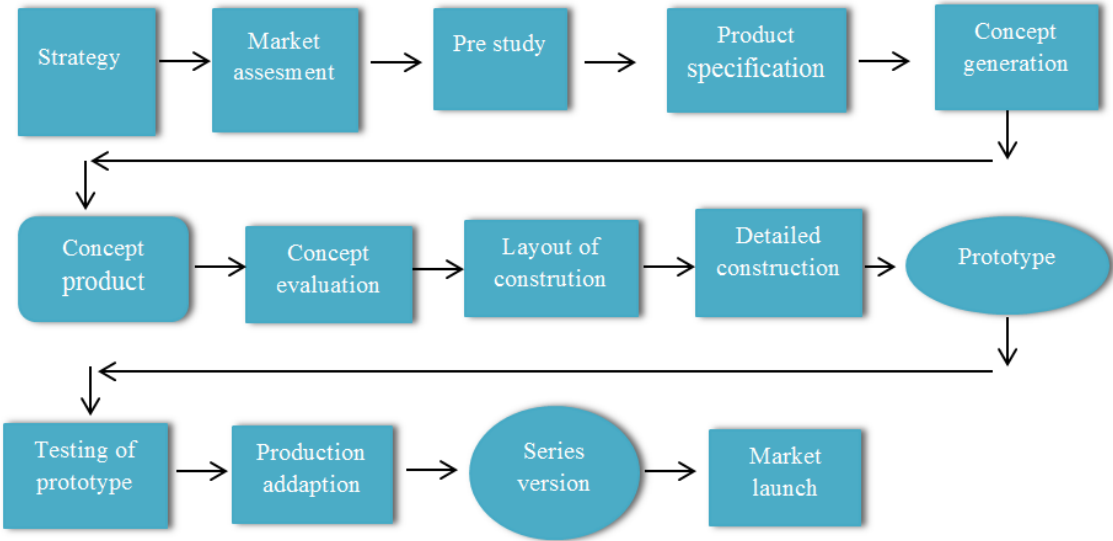 Strategy
Market
assesment
Pre study
Product
specification
Concept
generation
Concept
product
Concept
evaluation
Layout of
constrution
Detailed
construction
Prototype
Testing of
prototype
Production
addaption
Series
version
Market
launch